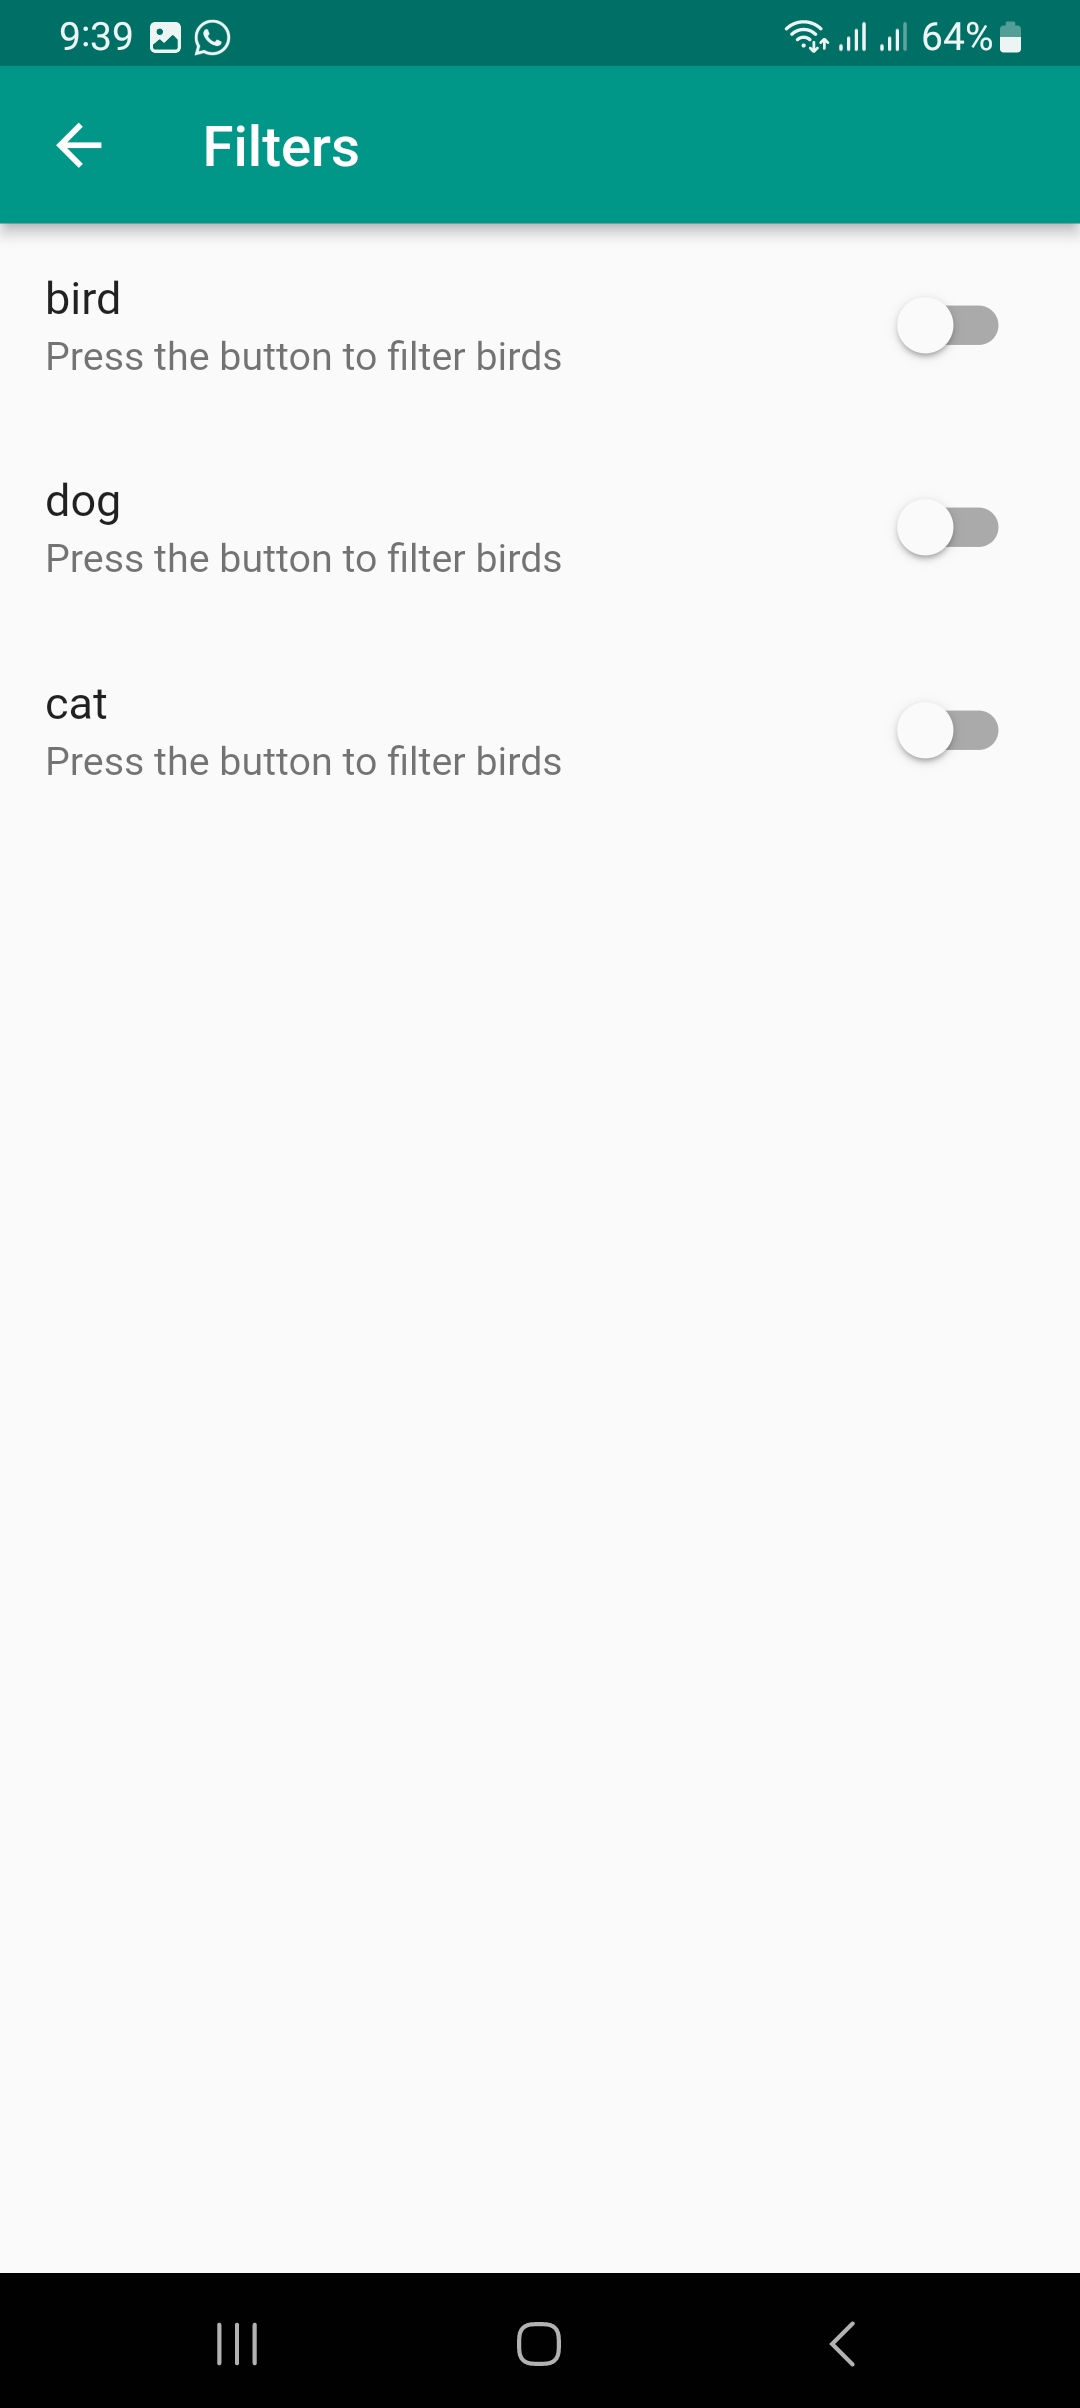 9:39 64%
Filters
bird
Press the button to filter birds
dog
Press the button to filter birds
cat
Press the button to filter birds